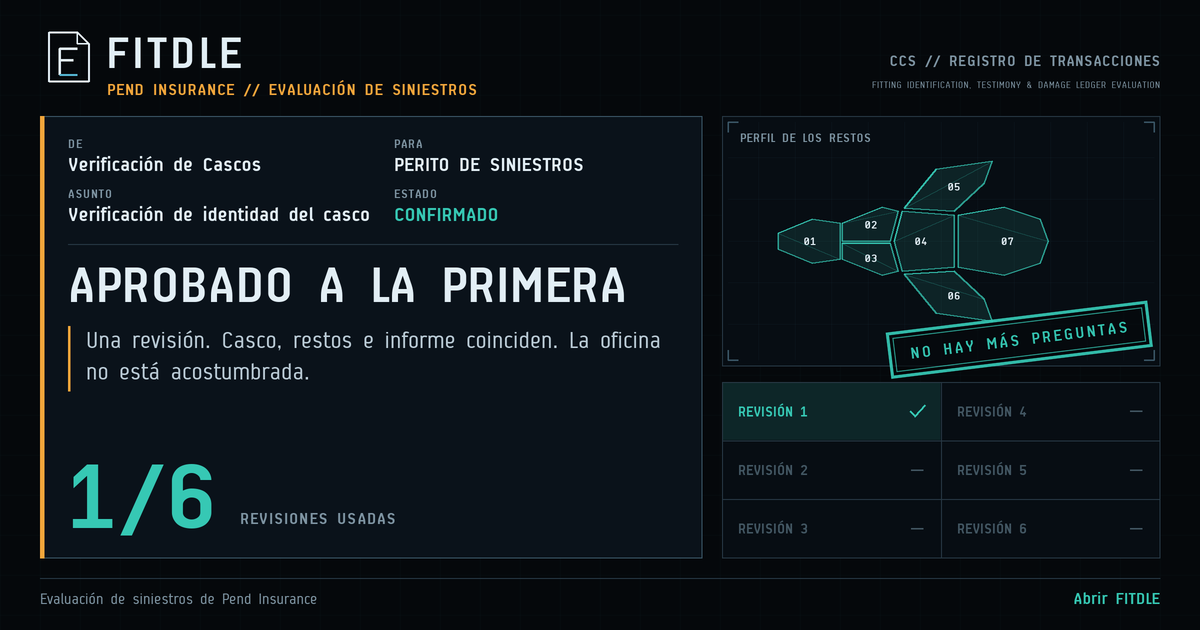 FITDLE
PEND INSURANCE // EVALUACIÓN DE SINIESTROS
CCS // REGISTRO DE TRANSACCIONES
FITTING IDENTIFICATION, TESTIMONY & DAMAGE LEDGER EVALUATION
DE
Verificación de Cascos
PARA
PERITO DE SINIESTROS
ASUNTO
Verificación de identidad del casco
ESTADO
CONFIRMADO
APROBADO A LA PRIMERA
Una revisión. Casco, restos e informe coinciden. La oficina
no está acostumbrada.
1/6
REVISIONES USADAS
PERFIL DE LOS RESTOS
01
02
03
04
05
06
07
NO HAY MÁS PREGUNTAS
REVISIÓN 1
REVISIÓN 4
REVISIÓN 2
REVISIÓN 5
REVISIÓN 3
REVISIÓN 6
Evaluación de siniestros de Pend Insurance
Abrir FITDLE